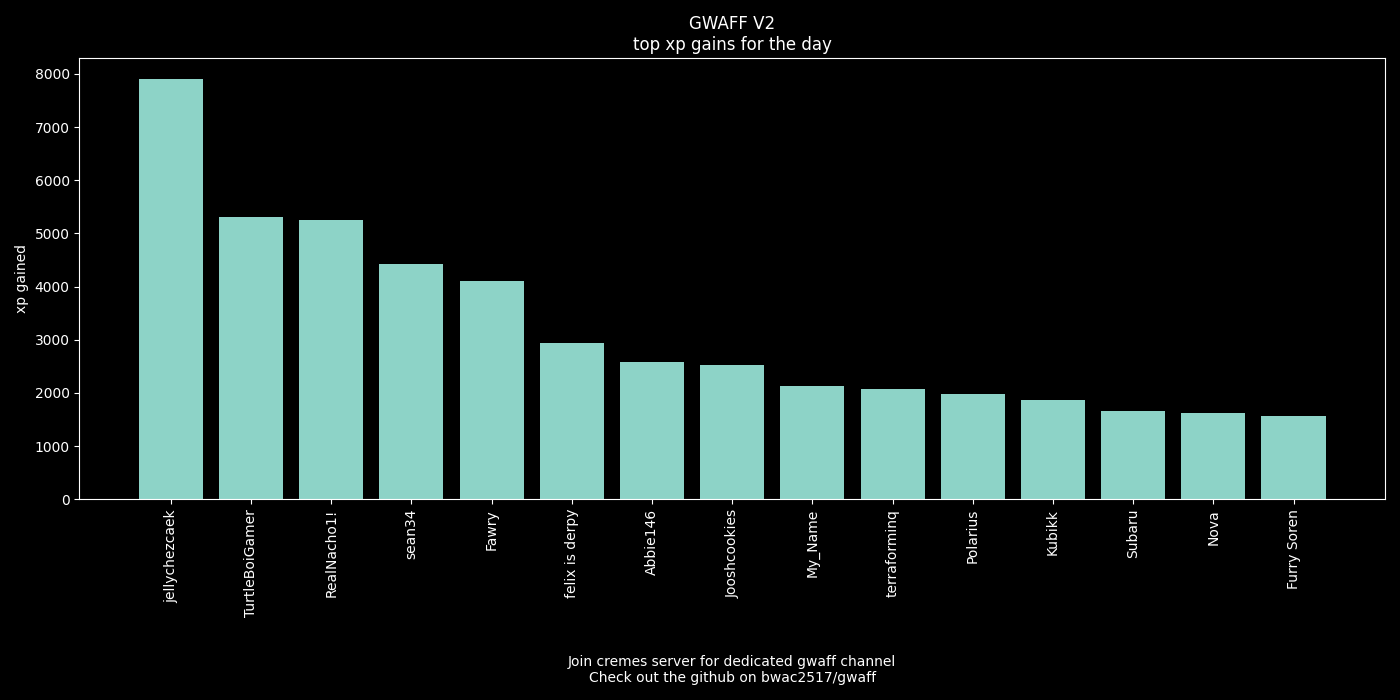 GWAFF V2
top xp gains for the day
8000
7000
6000
5000
4000
3000
2000
1000
0
xp gained
jellychezcaek
TurtleBoiGamer
RealNacho1!
sean34
Fawry
felix is derpy
Abbie146
Jooshcookies
My_Name
terraforminq
Polarius
Kubikk
Subaru
Nova
Furry Soren
Join cremes server for dedicated gwaff channel
Check out the github on bwac2517/gwaff